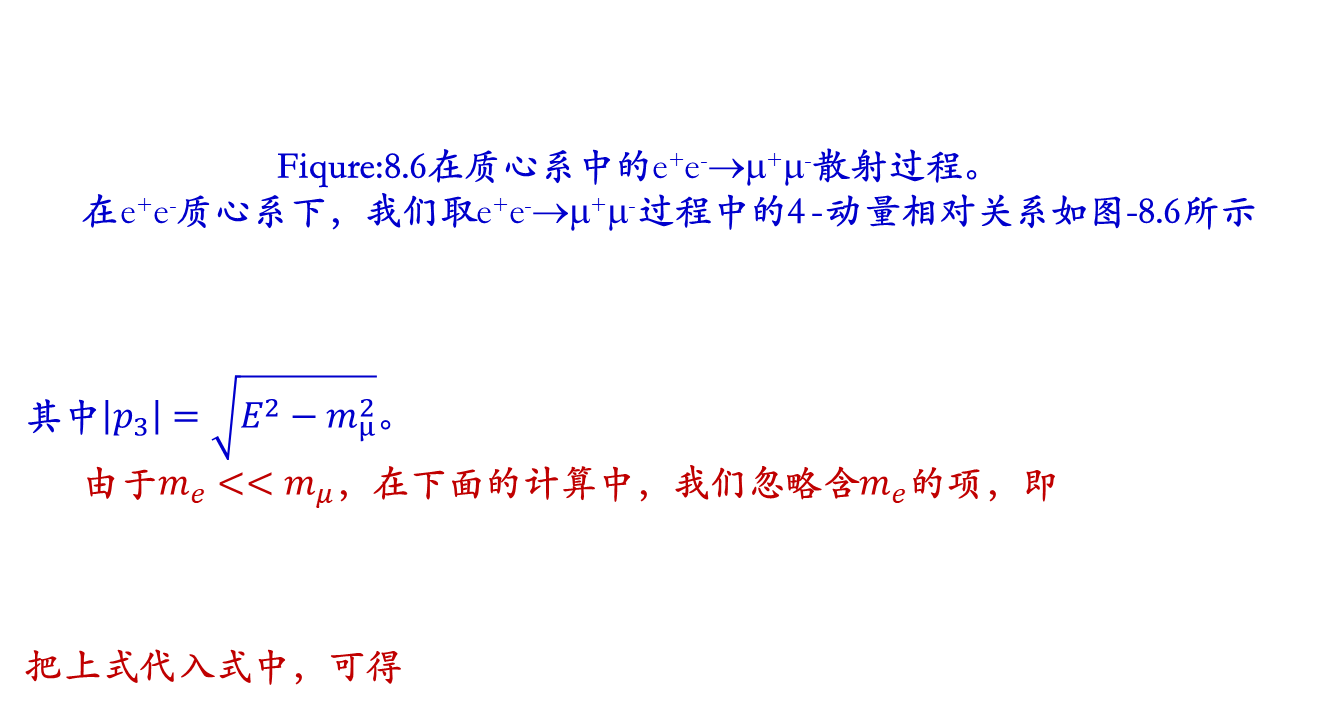 Fiqure:8.6在质心系中的e⁺e⁻→μ⁺μ⁻散射过程。
在e⁺e⁻质心系下，我们取e⁺e⁻→μ⁺μ⁻过程中的4-动量相对关系如图-8.6所示
其中|p₃| = √(E² − m_μ²)。
由于mₑ << m_μ，在下面的计算中，我们忽略含mₑ的项，即
把上式代入式中，可得